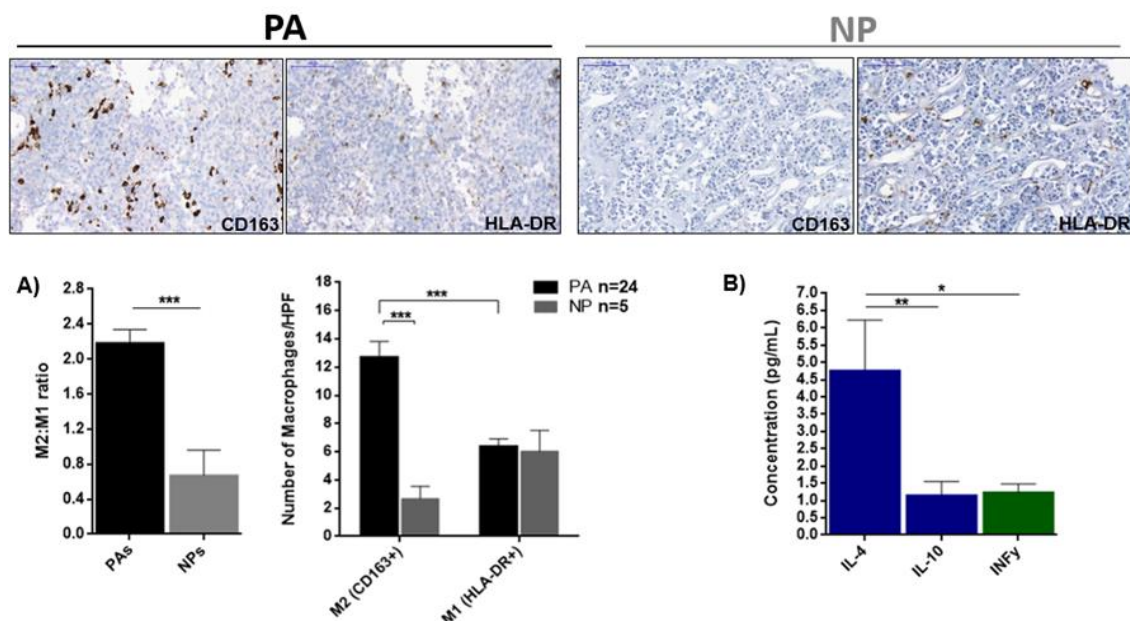 PA
NP
CD163
HLA-DR
CD163
HLA-DR
A)
M2:M1 ratio
2.8
2.4
2.0
1.6
1.2
0.8
0.4
0.0
***
PAs
NPs
Number of Macrophages/HPF
18
16
14
12
10
8
6
4
2
0
***
***
PA n=24
NP n=5
M2 (CD163+)
M1 (HLA-DR+)
B)
Concentration (pg/mL)
7.0
6.5
6.0
5.5
5.0
4.5
4.0
3.5
3.0
2.5
2.0
1.5
1.0
0.5
0.0
*
**
IL-4
IL-10
INFy